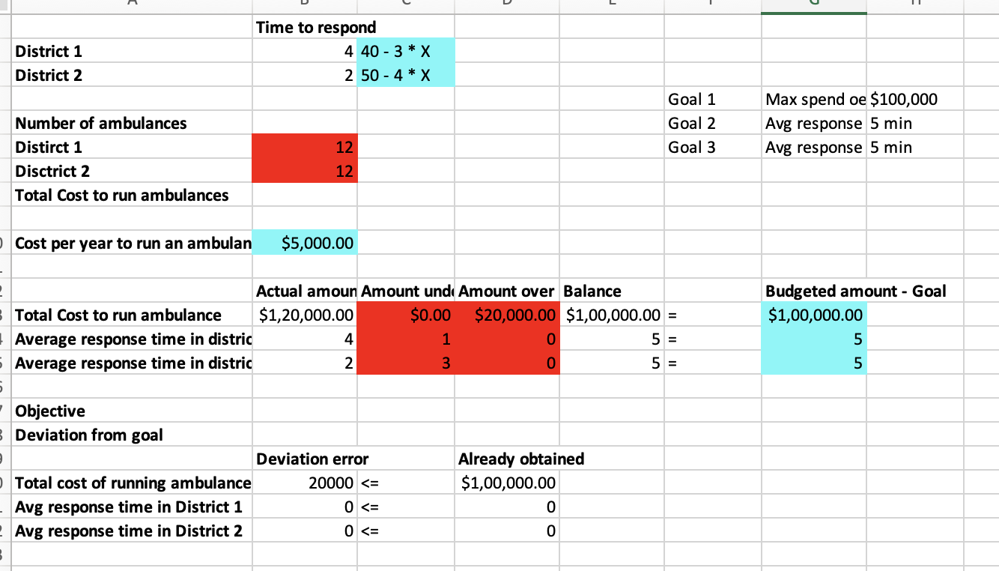 Time to respond
District 1 4 40 - 3 * X
District 2 2 50 - 4 * X
Goal 1 Max spend oe $100,000
Number of ambulances Goal 2 Avg response 5 min
Distirct 1 12 Goal 3 Avg response 5 min
Disctrict 2 12
Total Cost to run ambulances
Cost per year to run an ambulan $5,000.00
Actual amoun Amount unde Amount over Balance Budgeted amount - Goal
Total Cost to run ambulance $1,20,000.00 $0.00 $20,000.00 $1,00,000.00 = $1,00,000.00
Average response time in distric 4 1 0 5 = 5
Average response time in distric 2 3 0 5 = 5
Objective
Deviation from goal
Deviation error Already obtained
Total cost of running ambulance 20000 <= $1,00,000.00
Avg response time in District 1 0 <= 0
Avg response time in District 2 0 <= 0